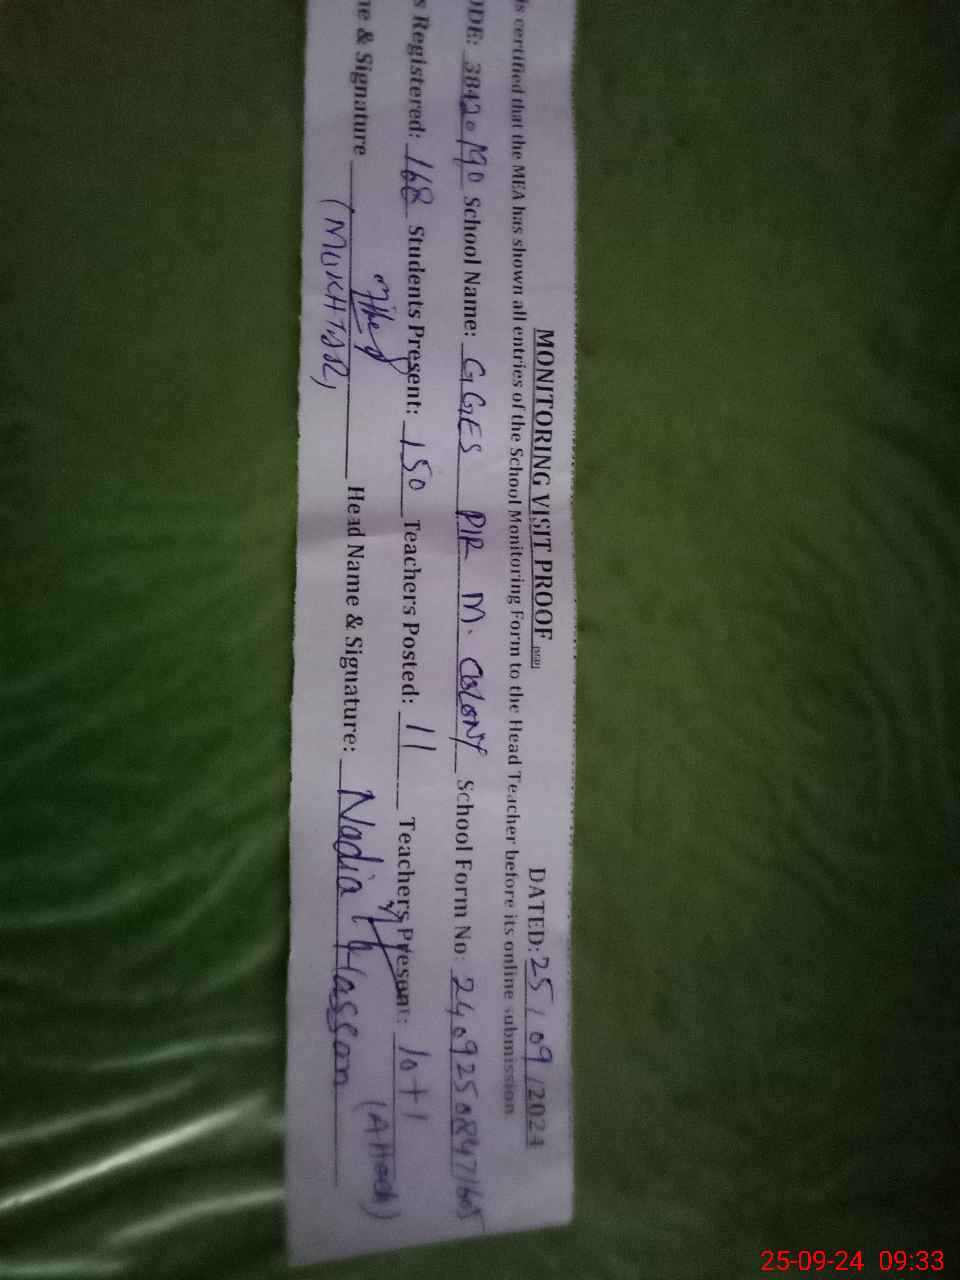 MONITORING VISIT PROOF DATED: 25/09/2024
is certified that the MEA has shown all entries of the School Monitoring Form to the Head Teacher before its online submission
ODE: 38420190 School Name: GGES PIR M. COLONY School Form No: 24092508471605
s Registered: 168 Students Present: 150 Teachers Posted: 11 Teachers Present: 10+1
(Attach)
ne & Signature Head Name & Signature: Nadia Hassan
(MUKHTAR)
25-09-24 09:33